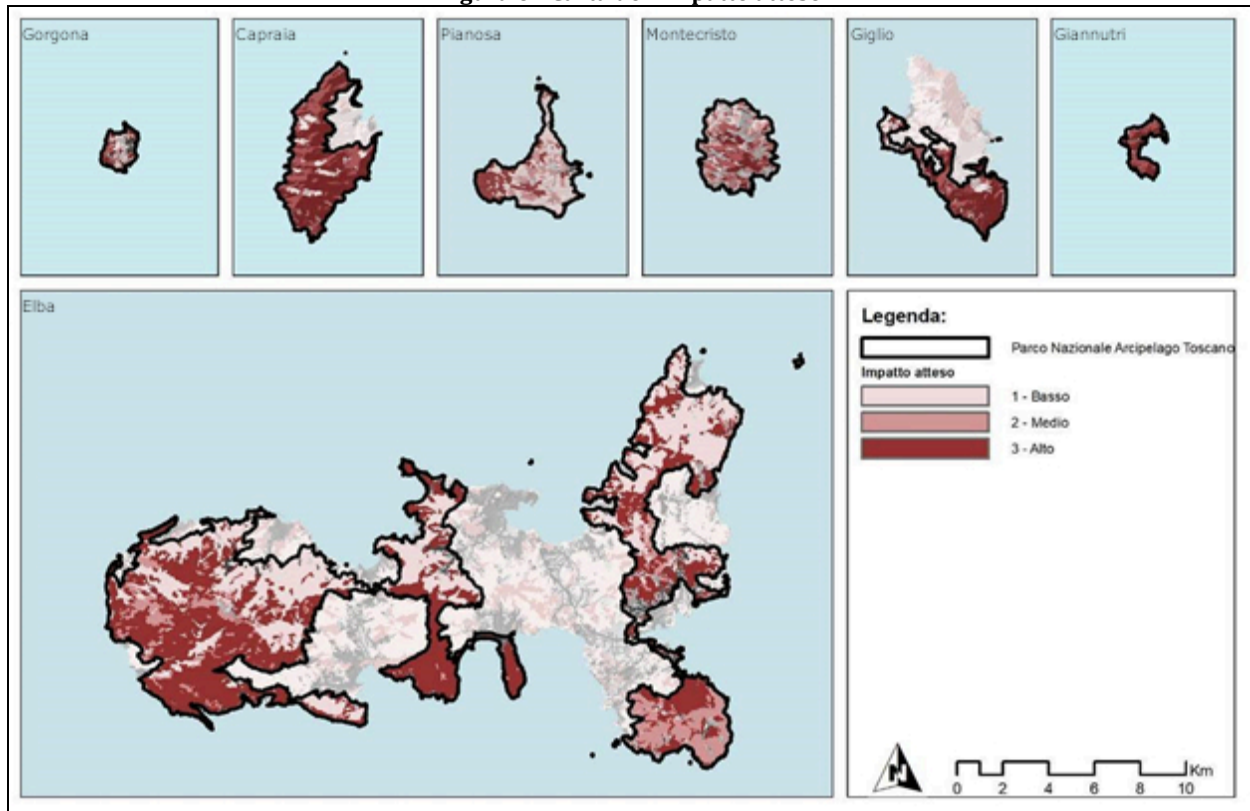 Gorgona
Capraia
Pianosa
Montecristo
Giglio
Giannutri
Elba
Legenda:
Parco Nazionale Arcipelago Toscano
Impatto atteso
1 - Basso
2 - Medio
3 - Alto
N
Km
0 2 4 6 8 10